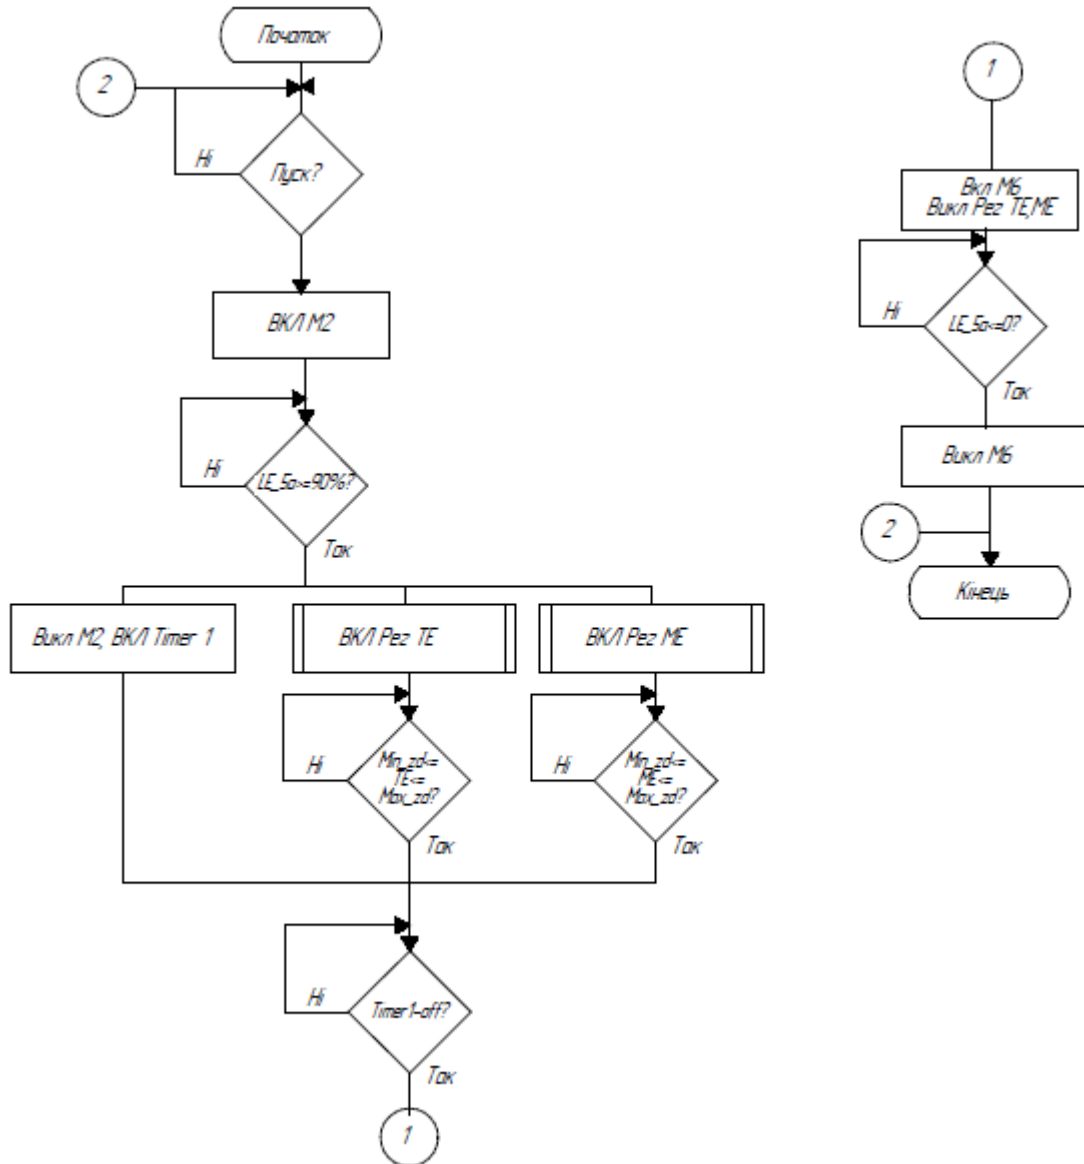 Початок
2
Ні
Пуск?
ВКЛ М2
Ні
LE_5a>=90%?
Так
Викл М2, ВКЛ Timer 1
ВКЛ Рег ТЕ
ВКЛ Рег МЕ
Ні
Min_zd<=
TE<=
Max_zd?
Так
Ні
Min_zd<=
ME<=
Max_zd?
Так
Ні
Timer1-off?
Так
1
1
Вкл М6
Викл Рег ТЕ,МЕ
Ні
LE_5a<=0?
Так
Викл М6
2
Кінець